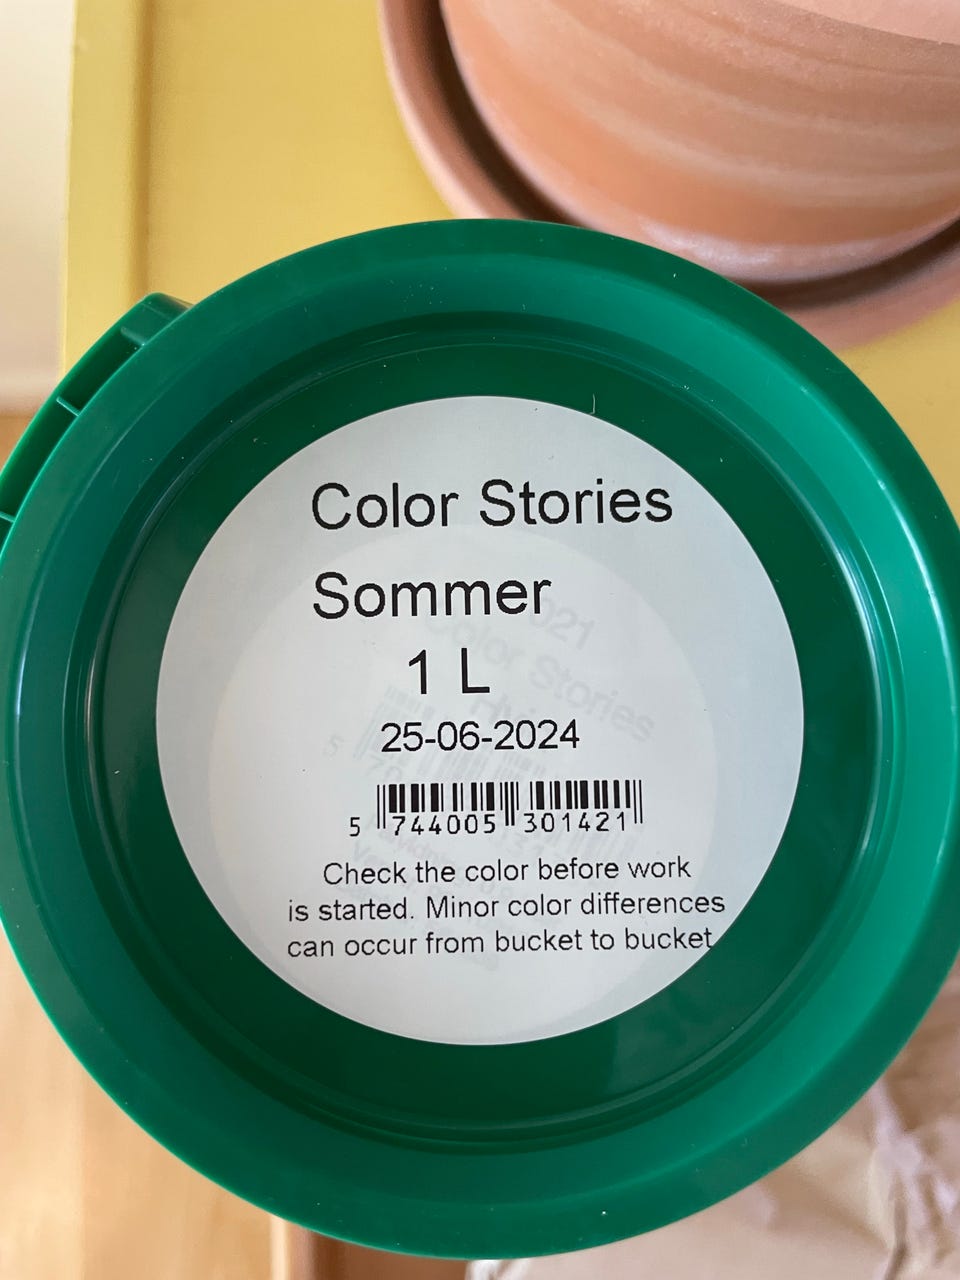 Color Stories
Sommer
1 L
25-06-2024
5 744005 301421
Check the color before work
is started. Minor color differences
can occur from bucket to bucket